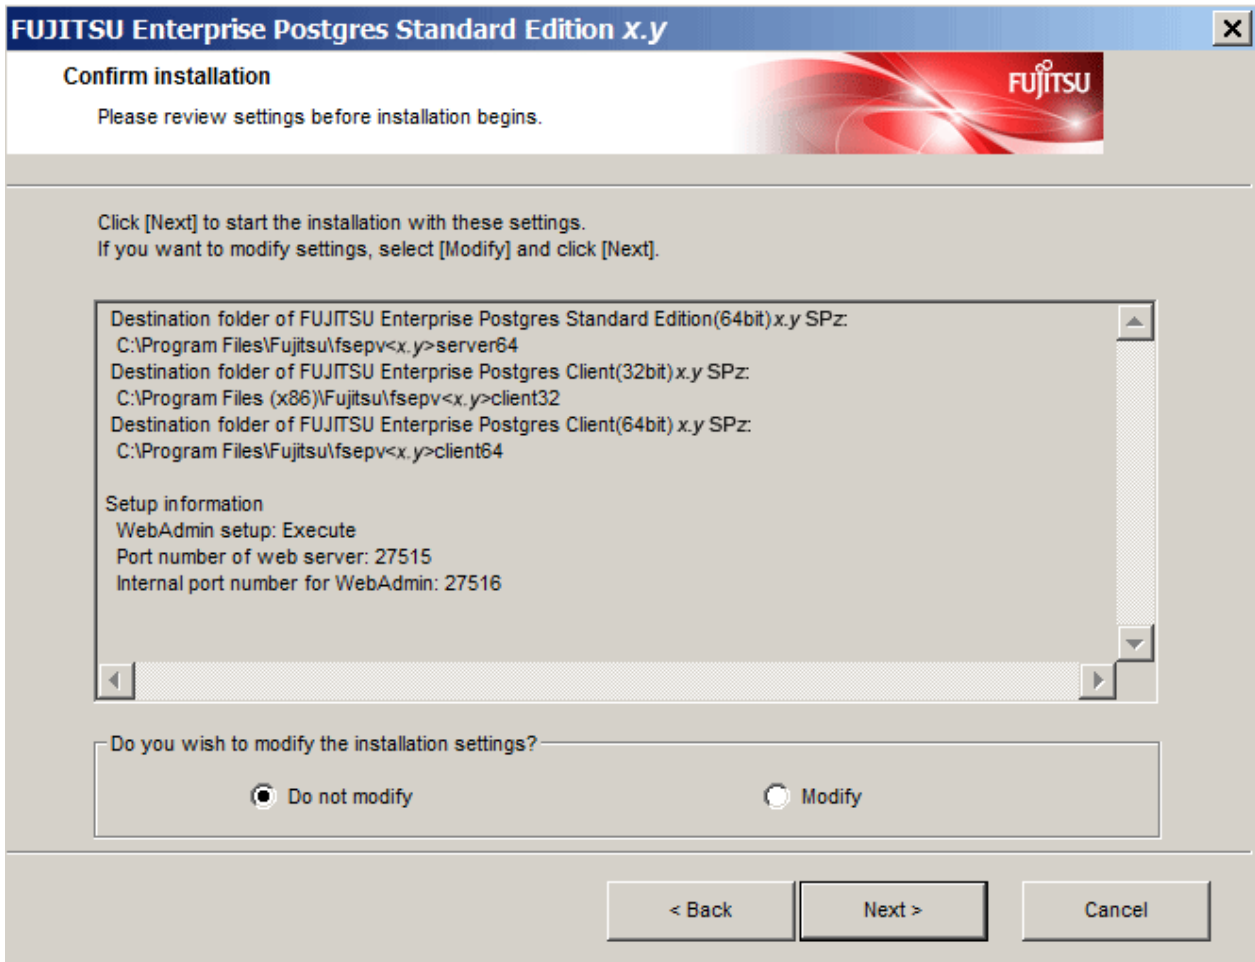 FUJITSU Enterprise Postgres Standard Edition x.y
Confirm installation
FUJITSU
Please review settings before installation begins.
Click [Next] to start the installation with these settings.
If you want to modify settings, select [Modify] and click [Next].
Destination folder of FUJITSU Enterprise Postgres Standard Edition(64bit)x.y SPz:
C:\Program Files\Fujitsu\fsepv<x.y>server64
Destination folder of FUJITSU Enterprise Postgres Client(32bit)x.y SPz:
C:\Program Files (x86)\Fujitsu\fsepv<x.y>client32
Destination folder of FUJITSU Enterprise Postgres Client(64bit) x.y SPz:
C:\Program Files\Fujitsu\fsepv<x.y>client64
Setup information
WebAdmin setup: Execute
Port number of web server: 27515
Internal port number for WebAdmin: 27516
Do you wish to modify the installation settings?
Do not modify
Modify
< Back
Next >
Cancel